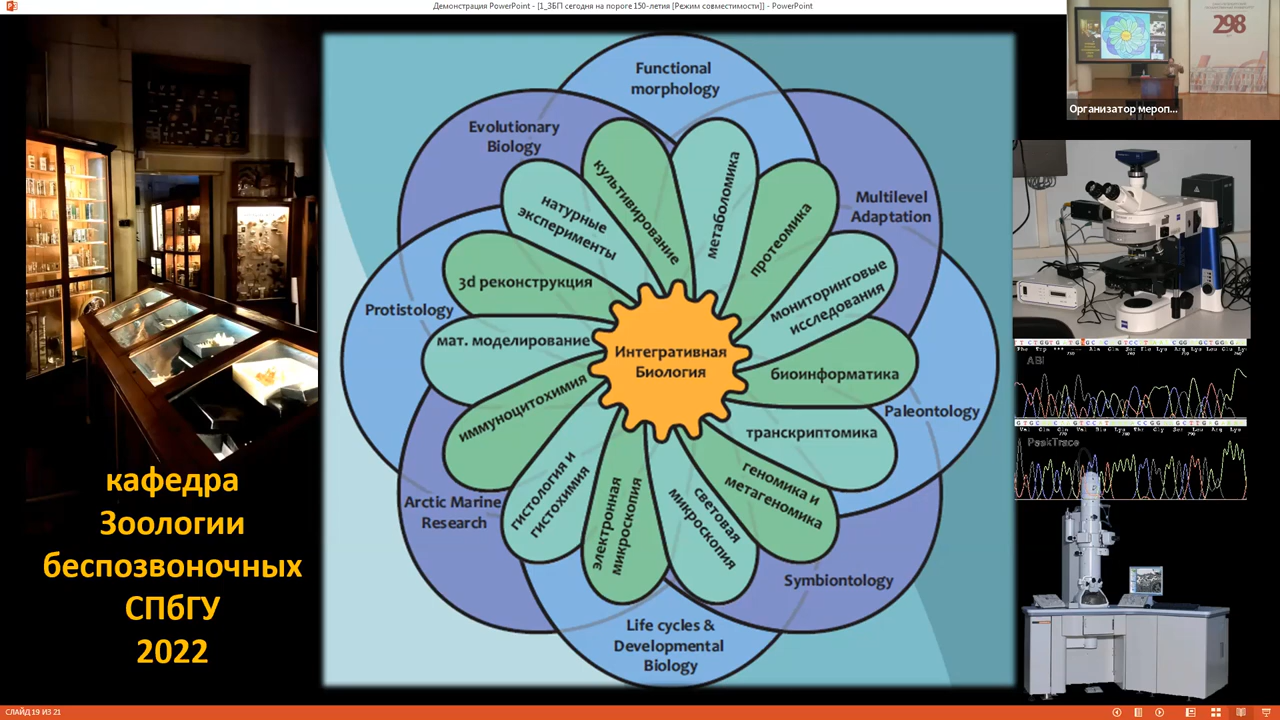 Демонстрация PowerPoint - [1_ЗБП сегодня на пороге 150-летия [Режим совместимости]] - PowerPoint
298
Организатор мероп...
Functional
morphology
Evolutionary
Biology
Multilevel
Adaptation
Protistology
Paleontology
Arctic Marine
Research
Symbiontology
Life cycles &
Developmental
Biology
культивирование
метаболомика
натурные
эксперименты
протеомика
3d реконструкция
мониторинговые
исследования
мат. моделирование
Интегративная
Биология
биоинформатика
иммуноцитохимия
транскриптомика
гистология и
гистохимия
геномика и
метагеномика
электронная
микроскопия
световая
микроскопия
кафедра
Зоологии
беспозвоночных
СПбГУ
2022
ABI
PeakTrace
СЛАЙД 19 ИЗ 21